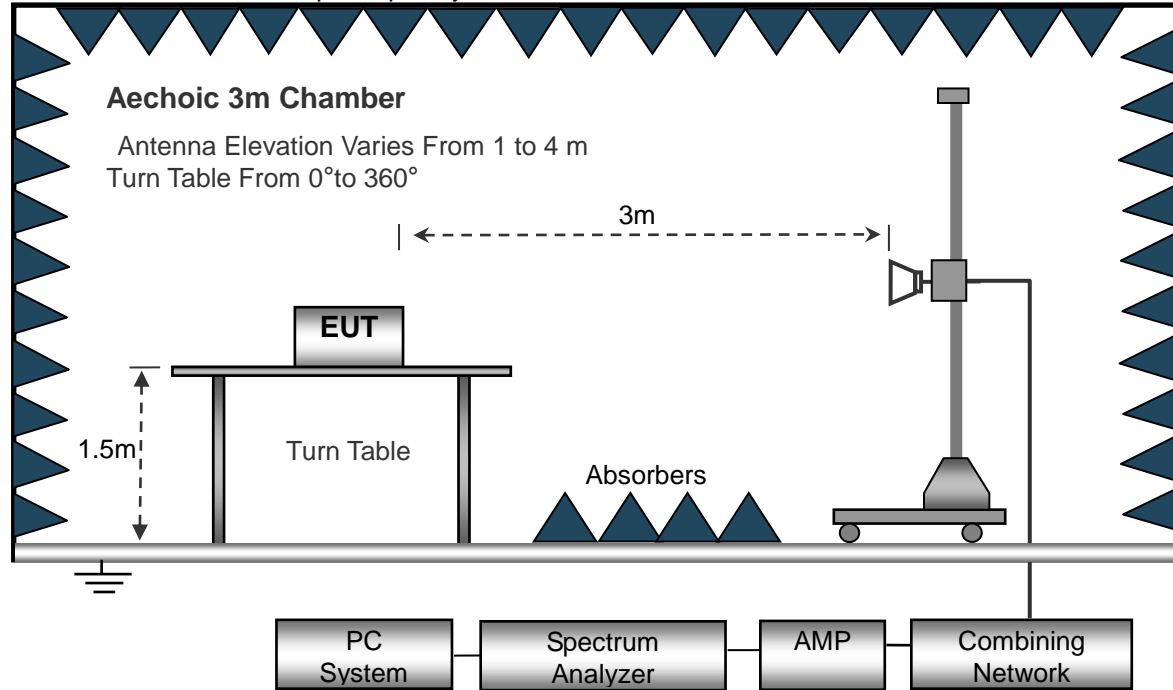 Aechoic 3m Chamber
Antenna Elevation Varies From 1 to 4 m
Turn Table From 0°to 360°
3m
EUT
1.5m
Turn Table
Absorbers
PC
System
Spectrum
Analyzer
AMP
Combining
Network